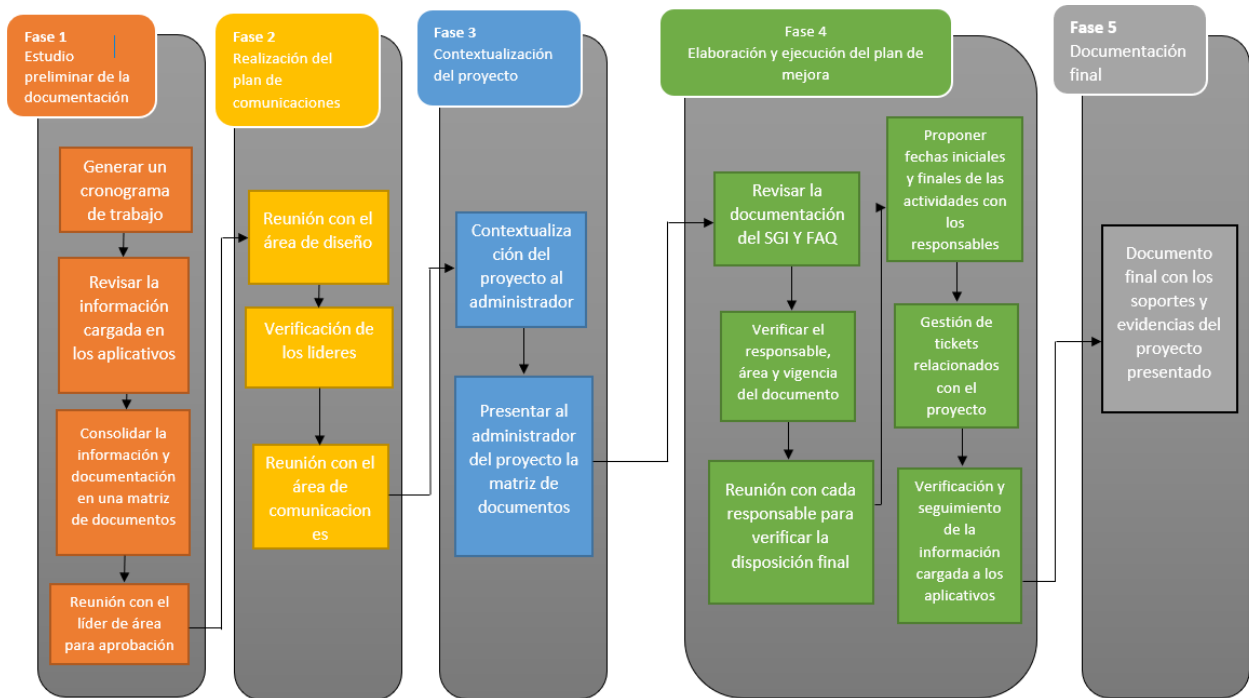 Fase 1
Estudio
preliminar de la
documentación
Generar un
cronograma
de trabajo
Revisar la
información
cargada en
los aplicativos
Consolidar la
información y
documentación
en una matriz
de documentos
Reunión con el
líder de área
para aprobación
Fase 2
Realización del
plan de
comunicaciones
Reunión con el
área de diseño
Verificación de
los lideres
Reunión con el
área de
comunicacion
es
Fase 3
Contextualización
del proyecto
Contextualiza
ción del
proyecto al
administrador
Presentar al
administrador
del proyecto la
matriz de
documentos
Fase 4
Elaboración y ejecución del plan de
mejora
Revisar la
documentación
del SGI Y FAQ
Verificar el
responsable,
área y vigencia
del documento
Reunión con cada
responsable para
verificar la
disposición final
Proponer
fechas iniciales
y finales de las
actividades con
los
responsables
Gestión de
tickets
relacionados
con el
proyecto
Verificación y
seguimiento
de la
información
cargada a los
aplicativos
Fase 5
Documentación
final
Documento
final con los
soportes y
evidencias del
proyecto
presentado